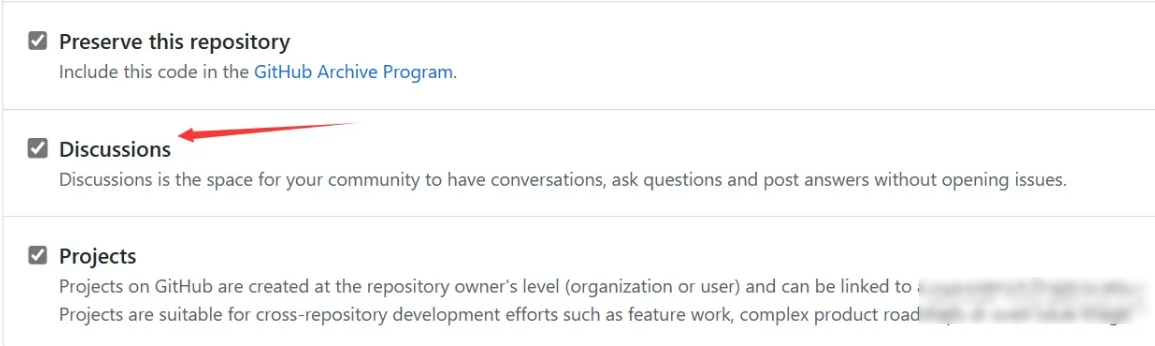 Preserve this repository
Include this code in the GitHub Archive Program.
Discussions
Discussions is the space for your community to have conversations, ask questions and post answers without opening issues.
Projects
Projects on GitHub are created at the repository owner's level (organization or user) and can be linked to
Projects are suitable for cross-repository development efforts such as feature work, complex product